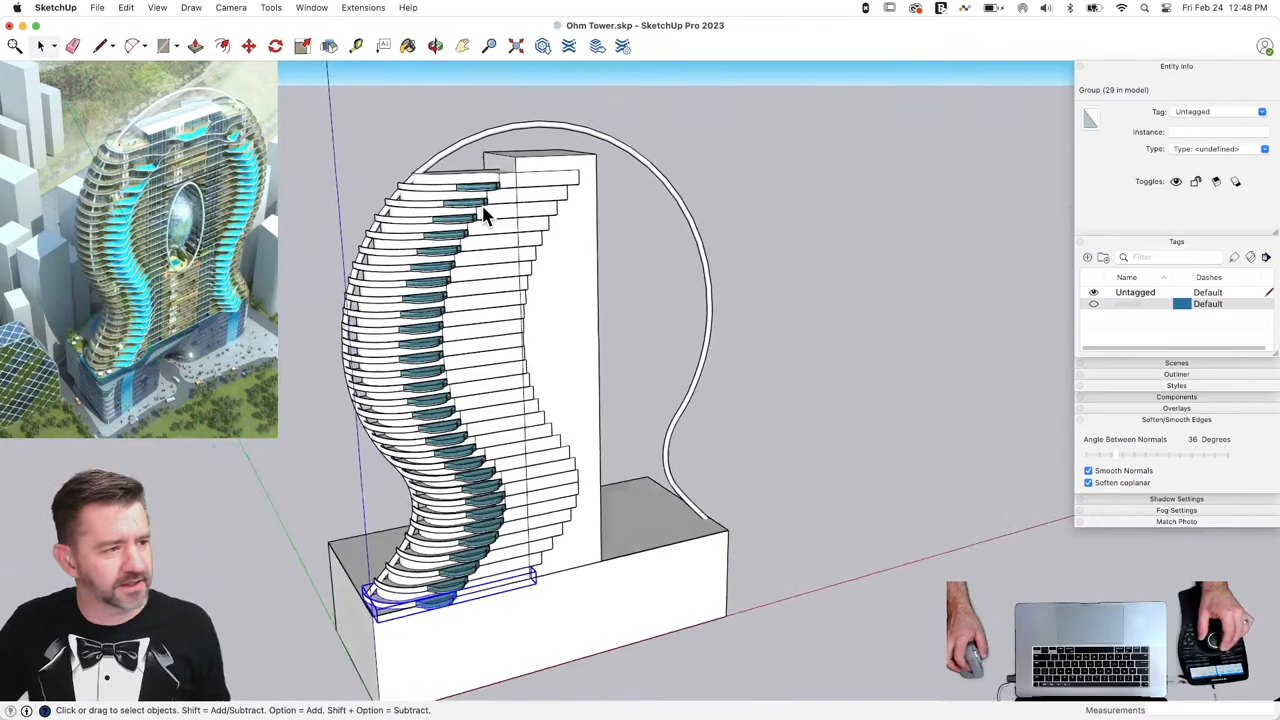 SketchUp File Edit View Draw Camera Tools Window Extensions Help
Fri Feb 24 12:48 PM
Ohm Tower.skp - SketchUp Pro 2023
Entity Info
Group (29 in model)
Tag: Untagged
Instance:
Type: Type: <undefined>
Toggles:
Tags
Filter
Name Dashes
Untagged Default
Default
Scenes
Outliner
Styles
Components
Overlays
Soften/Smooth Edges
Angle Between Normals 36 Degrees
Smooth Normals
Soften coplanar
Shadow Settings
Fog Settings
Match Photo
Click or drag to select objects. Shift = Add/Subtract. Option = Add. Shift + Option = Subtract.
Measurements